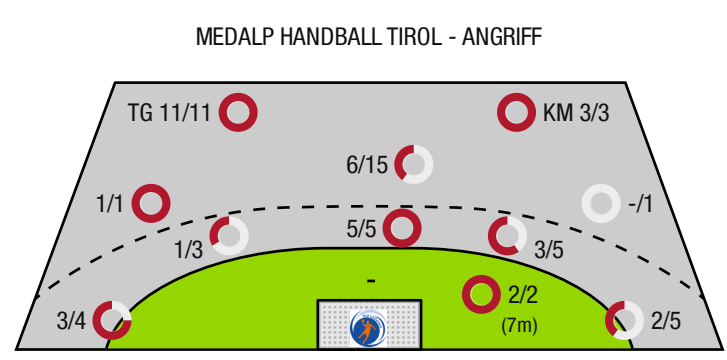 MEDALP HANDBALL TIROL - ANGRIFF
TG 11/11
KM 3/3
6/15
1/1
-/1
1/3
5/5
3/5
-
2/2
(7m)
3/4
2/5